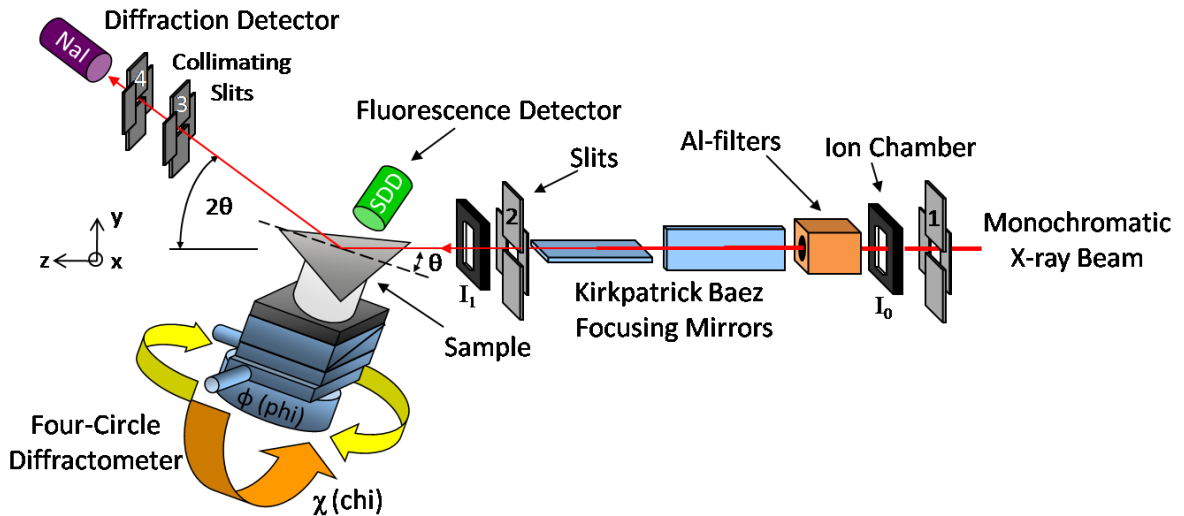 Diffraction Detector
NaI
Collimating
Slits
4
3
Fluorescence Detector
SDD
Slits
2
Al-filters
Ion Chamber
1
Monochromatic
X-ray Beam
2θ
θ
y
z
x
I₁
I₀
Kirkpatrick Baez
Focusing Mirrors
Sample
ϕ (phi)
Four-Circle
Diffractometer
χ (chi)